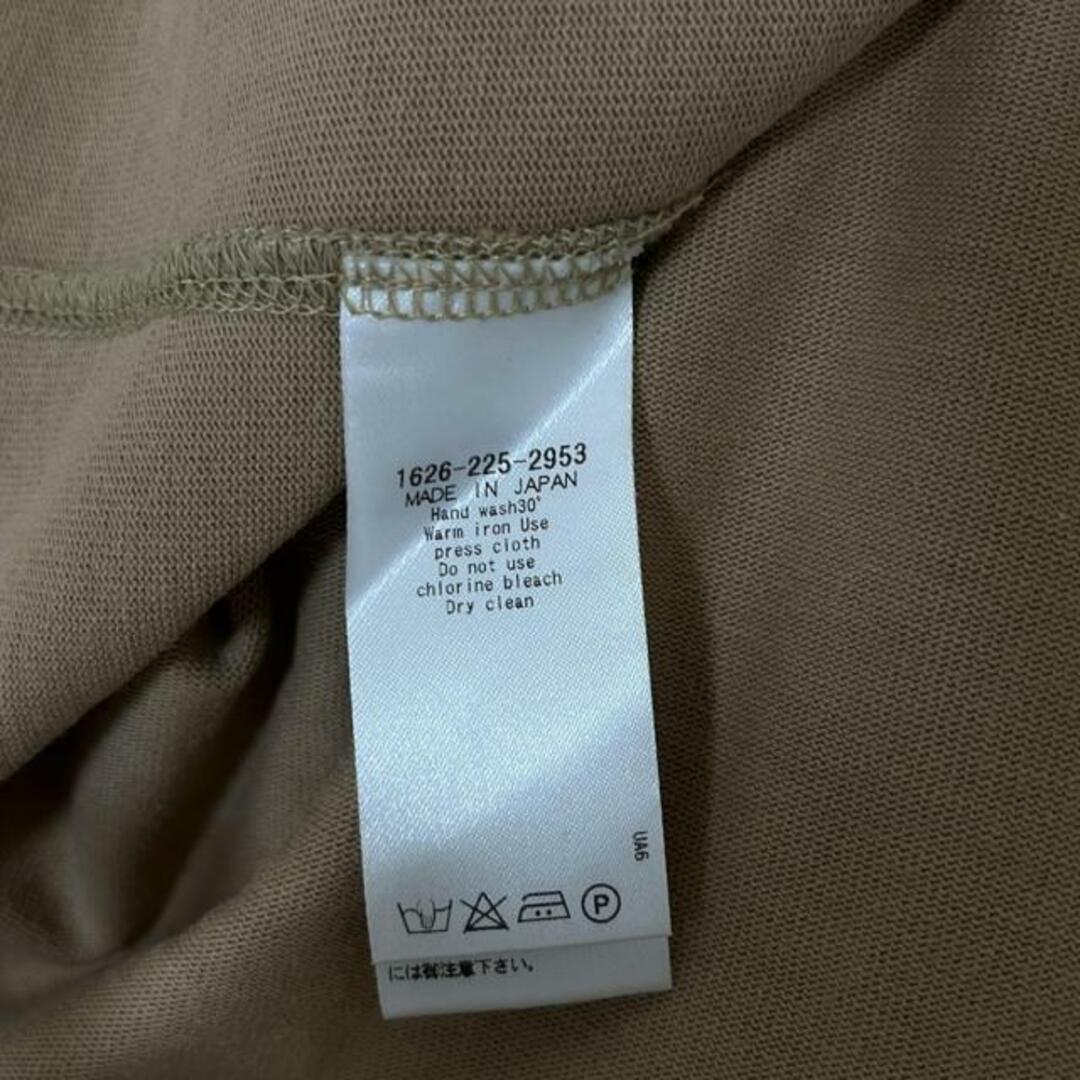 1626-225-2953
MADE IN JAPAN
Hand wash30°
Warm iron Use
press cloth
Do not use
chlorine bleach
Dry clean
UA6
P
には御注意下さい。